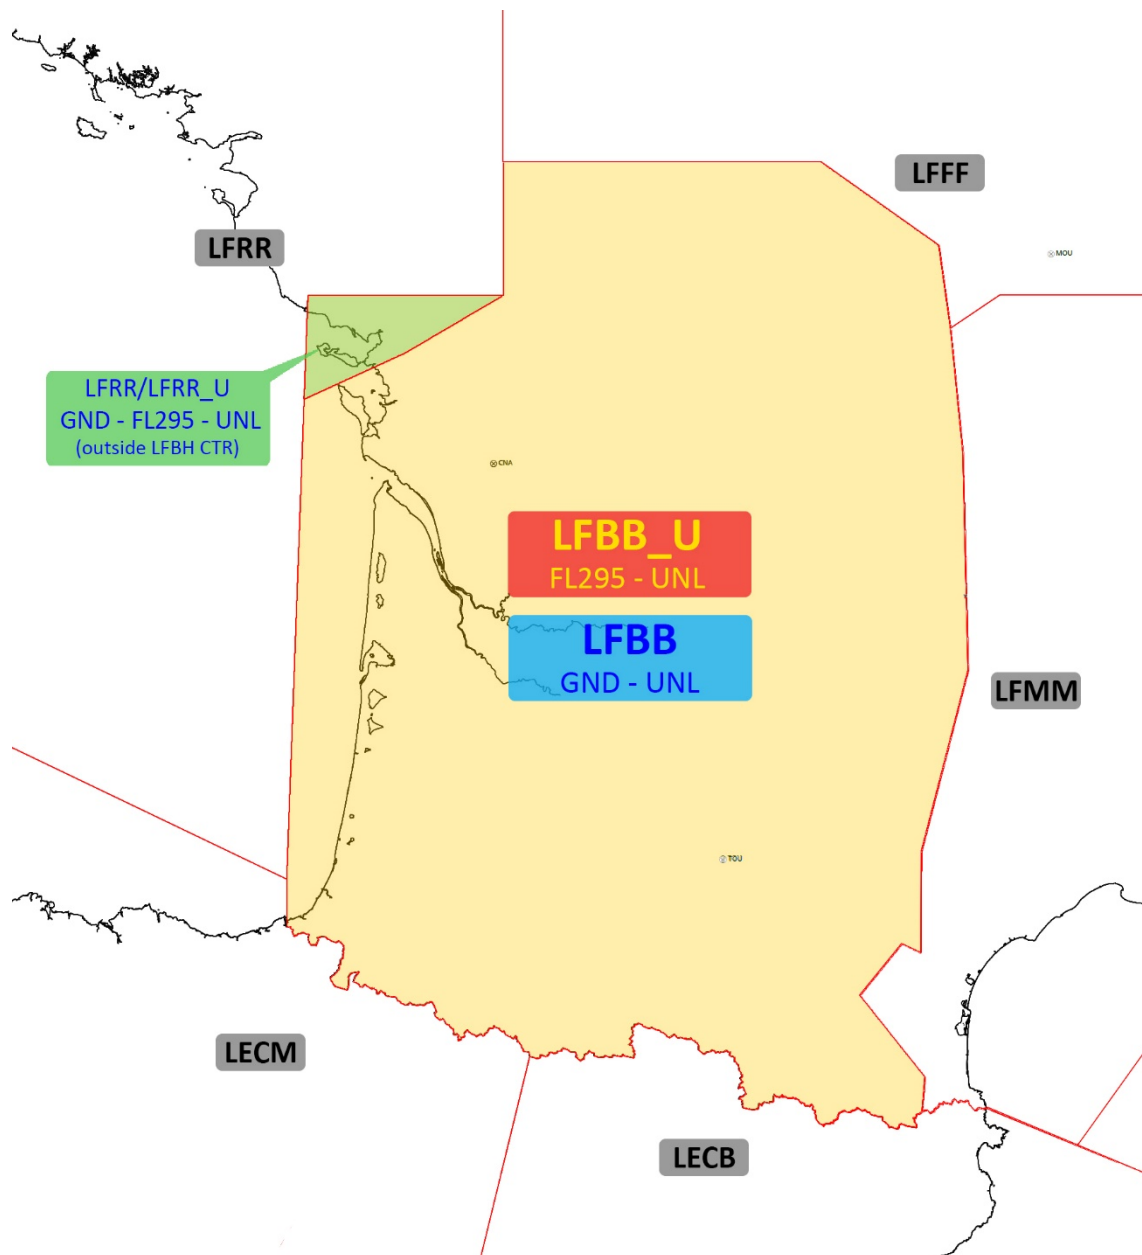 LFFF
MOU
LFRR
LFRR/LFRR_U
GND - FL295 - UNL
(outside LFBH CTR)
CNA
LFBB_U
FL295 - UNL
LFBB
GND - UNL
LFMM
TOU
LECM
LECB